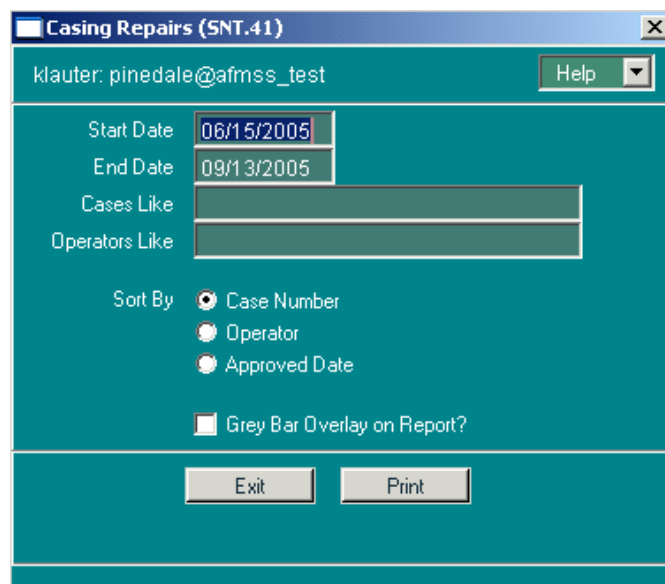 Casing Repairs (SNT.41)
klauter: pinedale@afmss_test
Help
Start Date 06/15/2005
End Date 09/13/2005
Cases Like
Operators Like
Sort By Case Number
Operator
Approved Date
Grey Bar Overlay on Report?
Exit Print